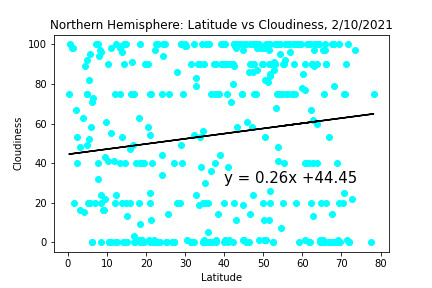 Northern Hemisphere: Latitude vs Cloudiness, 2/10/2021
100
80
60
40
20
0
Cloudiness
y = 0.26x +44.45
0 10 20 30 40 50 60 70 80
Latitude